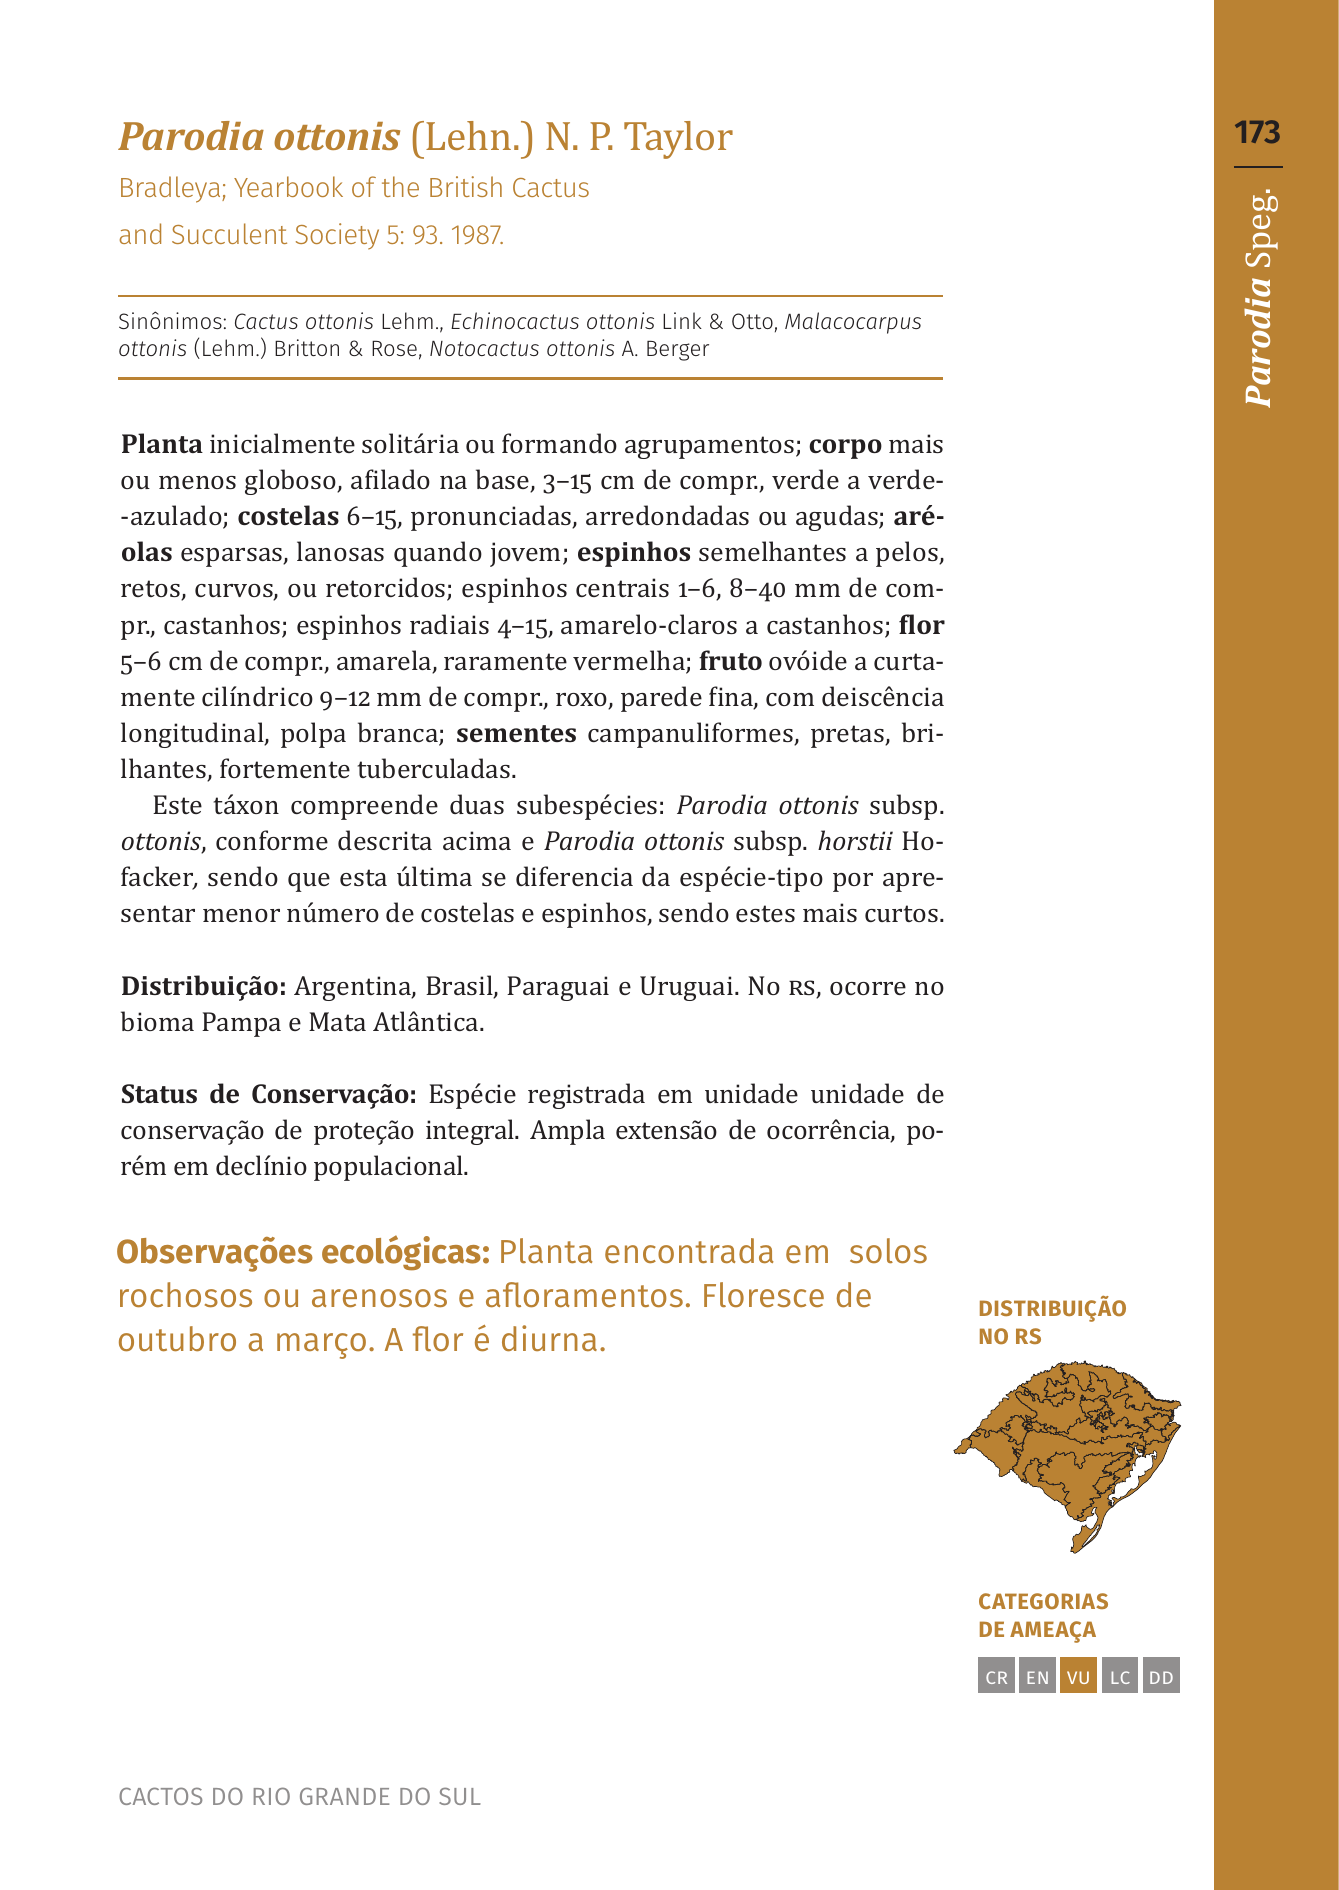 Parodia ottonis (Lehn.) N. P. Taylor
Bradleya; Yearbook of the British Cactus
and Succulent Society 5: 93. 1987.
Sinônimos: Cactus ottonis Lehm., Echinocactus ottonis Link & Otto, Malacocarpus
ottonis (Lehm.) Britton & Rose, Notocactus ottonis A. Berger
Planta inicialmente solitária ou formando agrupamentos; corpo mais
ou menos globoso, afilado na base, 3–15 cm de compr., verde a verde-
-azulado; costelas 6–15, pronunciadas, arredondadas ou agudas; aré-
olas esparsas, lanosas quando jovem; espinhos semelhantes a pelos,
retos, curvos, ou retorcidos; espinhos centrais 1–6, 8–40 mm de com-
pr., castanhos; espinhos radiais 4–15, amarelo-claros a castanhos; flor
5–6 cm de compr., amarela, raramente vermelha; fruto ovóide a curta-
mente cilíndrico 9–12 mm de compr., roxo, parede fina, com deiscência
longitudinal, polpa branca; sementes campanuliformes, pretas, bri-
lhantes, fortemente tuberculadas.
Este táxon compreende duas subespécies: Parodia ottonis subsp.
ottonis, conforme descrita acima e Parodia ottonis subsp. horstii Ho-
facker, sendo que esta última se diferencia da espécie-tipo por apre-
sentar menor número de costelas e espinhos, sendo estes mais curtos.
Distribuição: Argentina, Brasil, Paraguai e Uruguai. No RS, ocorre no
bioma Pampa e Mata Atlântica.
Status de Conservação: Espécie registrada em unidade unidade de
conservação de proteção integral. Ampla extensão de ocorrência, po-
rém em declínio populacional.
Observações ecológicas: Planta encontrada em  solos
rochosos ou arenosos e afloramentos. Floresce de
outubro a março. A flor é diurna.
DISTRIBUIÇÃO
NO RS
CATEGORIAS
DE AMEAÇA
CR EN VU LC DD
CACTOS DO RIO GRANDE DO SUL
173
Parodia Speg.